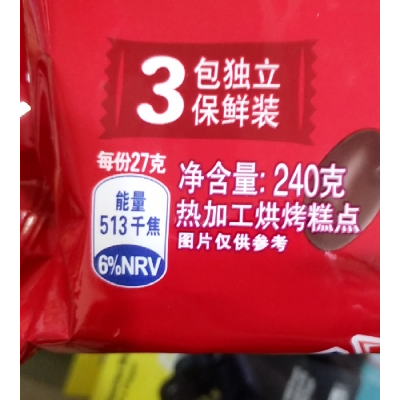 3
包独立
保鲜装
每份27克
能量
513千焦
6%NRV
净含量: 240克
热加工烘烤糕点
图片仅供参考